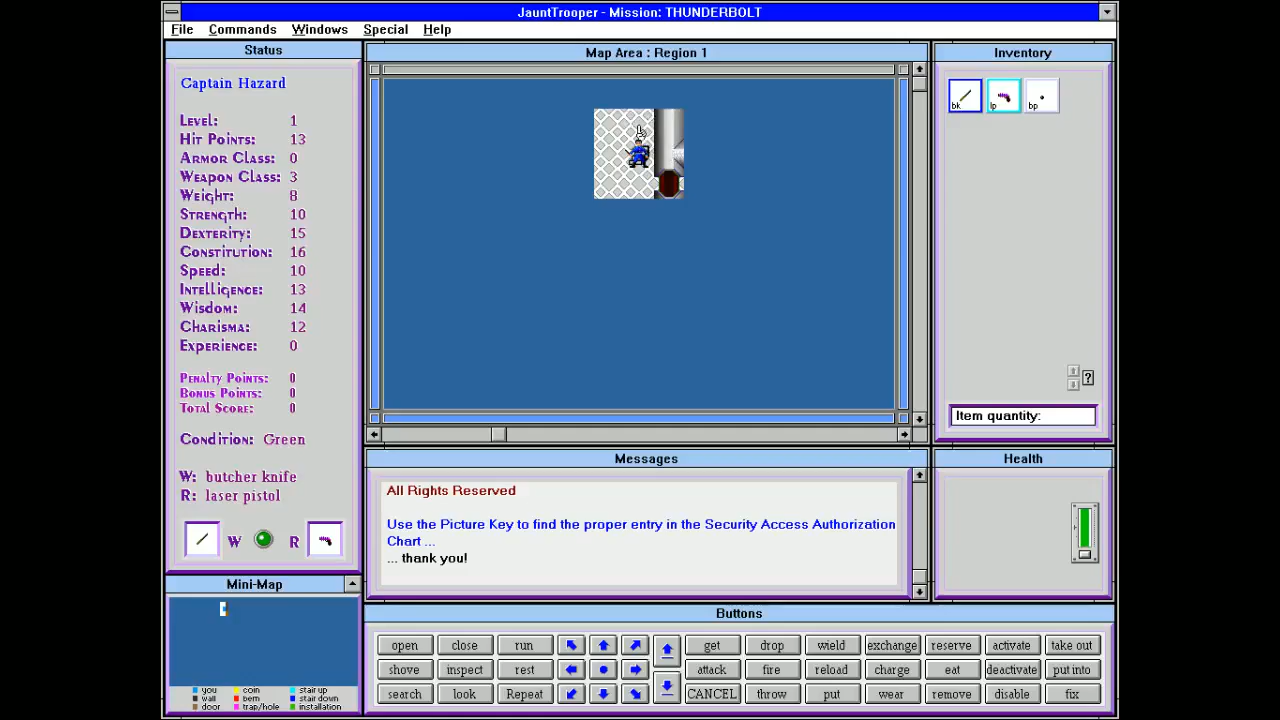 JauntTrooper - Mission: THUNDERBOLT
File Commands Windows Special Help
Status
Captain Hazard
Level: 1
Hit Points: 13
Armor Class: 0
Weapon Class: 3
Weight: 8
Strength: 10
Dexterity: 15
Constitution: 16
Speed: 10
Intelligence: 13
Wisdom: 14
Charisma: 12
Experience: 0
Penalty Points: 0
Bonus Points: 0
Total Score: 0
Condition: Green
W: butcher knife
R: laser pistol
W R
Mini-Map
you coin stair up
wall bem stair down
door trap/hole installation
Map Area : Region 1
Messages
All Rights Reserved
Use the Picture Key to find the proper entry in the Security Access Authorization
Chart ...
... thank you!
Inventory
bk lp bp
?
Item quantity:
Health
Buttons
open close run get drop wield exchange reserve activate take out
shove inspect rest attack fire reload charge eat deactivate put into
search look Repeat CANCEL throw put wear remove disable fix